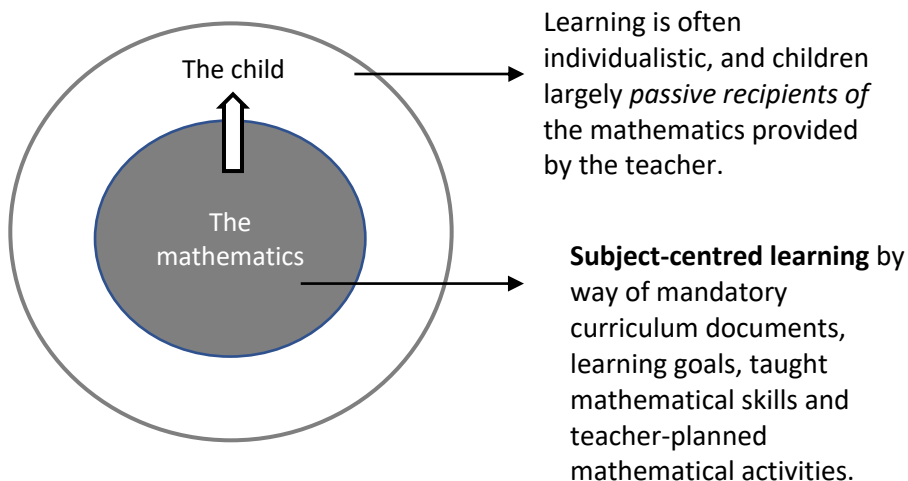 The child
The
mathematics
Learning is often
individualistic, and children
largely passive recipients of
the mathematics provided
by the teacher.
Subject-centred learning by
way of mandatory
curriculum documents,
learning goals, taught
mathematical skills and
teacher-planned
mathematical activities.